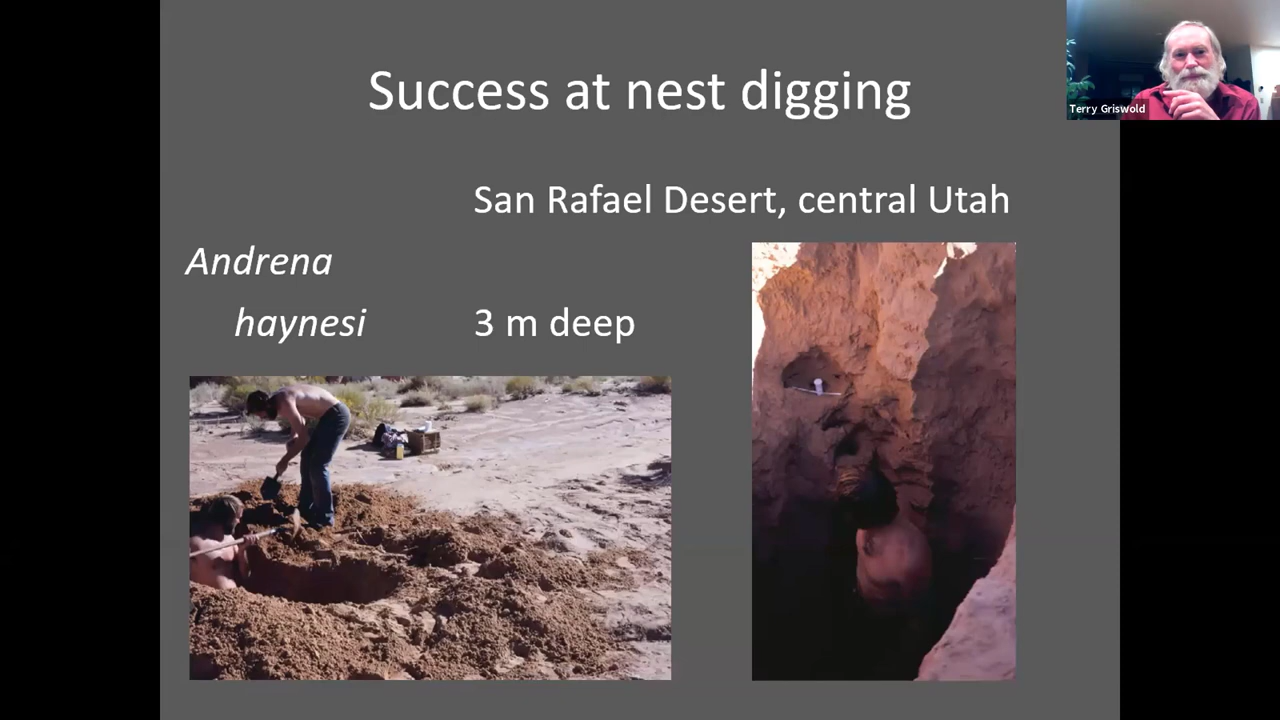 Success at nest digging
Terry Griswold
San Rafael Desert, central Utah
Andrena
haynesi
3 m deep